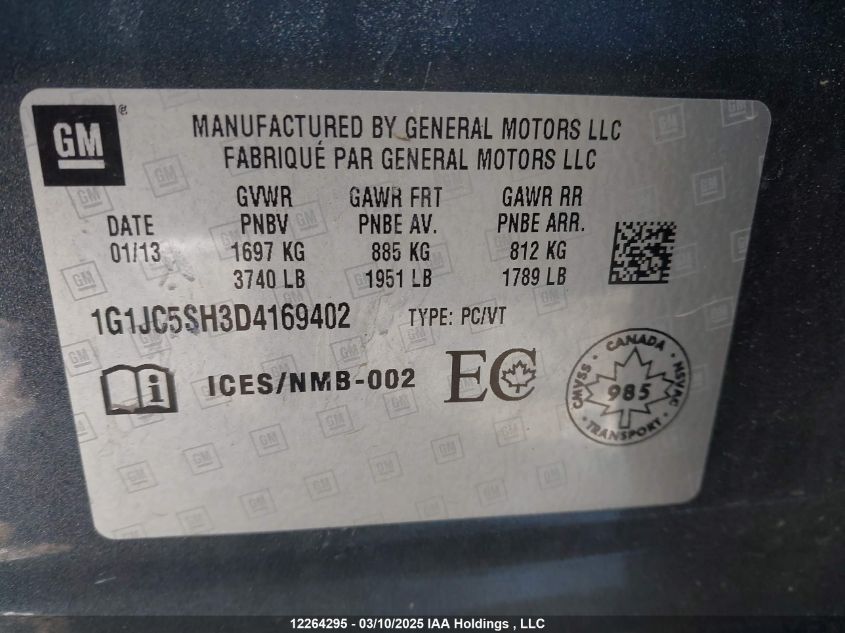 GM ®
MANUFACTURED BY GENERAL MOTORS LLC
FABRIQUÉ PAR GENERAL MOTORS LLC
GVWR GAWR FRT GAWR RR
DATE PNBV PNBE AV. PNBE ARR.
01/13 1697 KG 885 KG 812 KG
3740 LB 1951 LB 1789 LB
1G1JC5SH3D4169402 TYPE: PC/VT
i ICES/NMB-002 EC
CANADA
CMVSS 985 NSVAC
TRANSPORT
12264295 - 03/10/2025 IAA Holdings , LLC